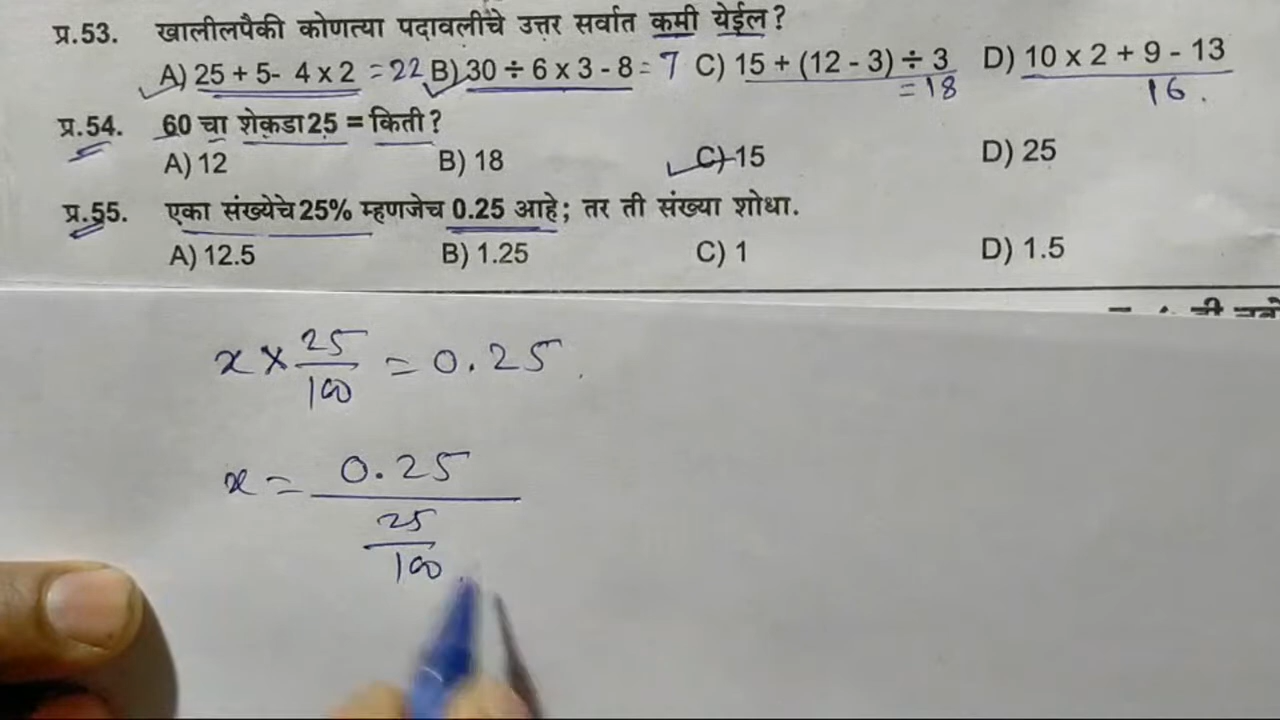 प्र.53. खालीलपैकी कोणत्या पदावलीचे उत्तर सर्वात कमी येईल?
A) 25 + 5- 4 x 2 = 22 B) 30 ÷ 6 x 3 - 8 = 7 C) 15 + (12 - 3) ÷ 3 = 18 D) 10 x 2 + 9 - 13 16.
प्र.54. 60 चा शेकडा 25 = किती?
A) 12 B) 18 C) 15 D) 25
प्र.55. एका संख्येचे 25% म्हणजेच 0.25 आहे; तर ती संख्या शोधा.
A) 12.5 B) 1.25 C) 1 D) 1.5
x × 25/100 = 0.25
x = 0.25
25
100